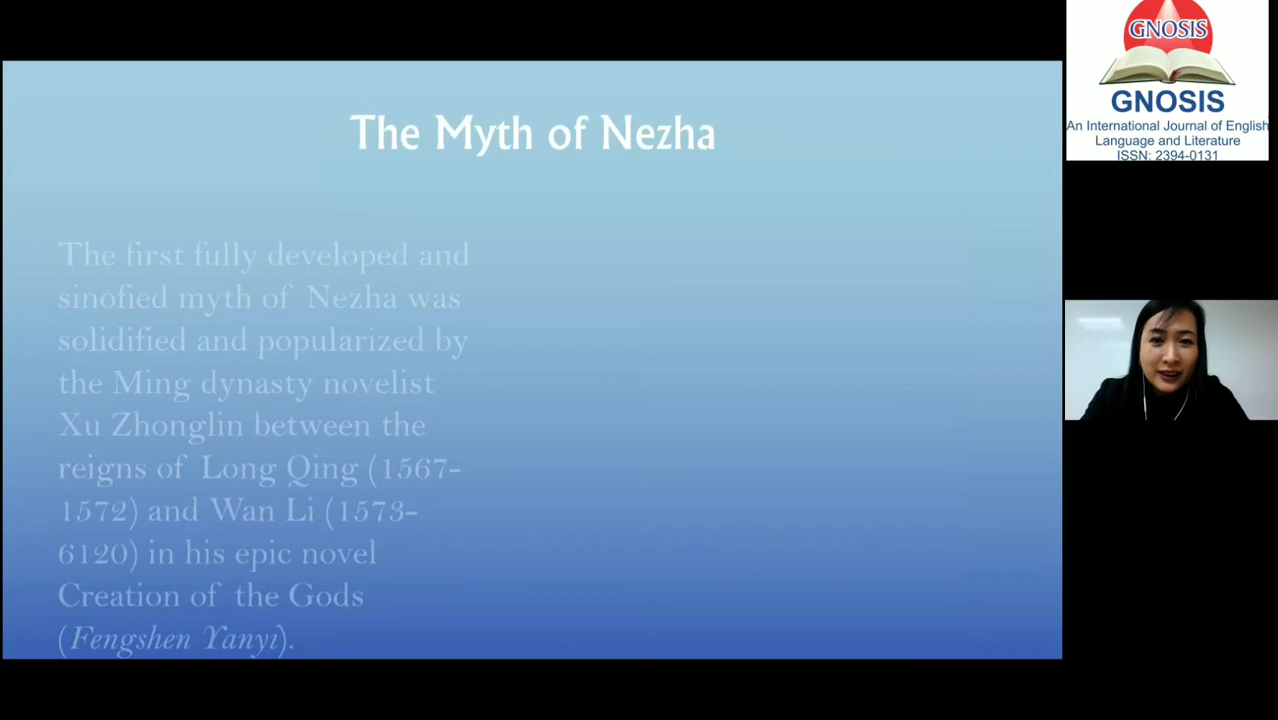 The Myth of Nezha
The first fully developed and
sinofied myth of Nezha was
solidified and popularized by
the Ming dynasty novelist
Xu Zhonglin between the
reigns of Long Qing (1567-
1572) and Wan Li (1573-
6120) in his epic novel
Creation of the Gods
(Fengshen Yanyi).
GNOSIS
GNOSIS
An International Journal of English
Language and Literature
ISSN: 2394-0131